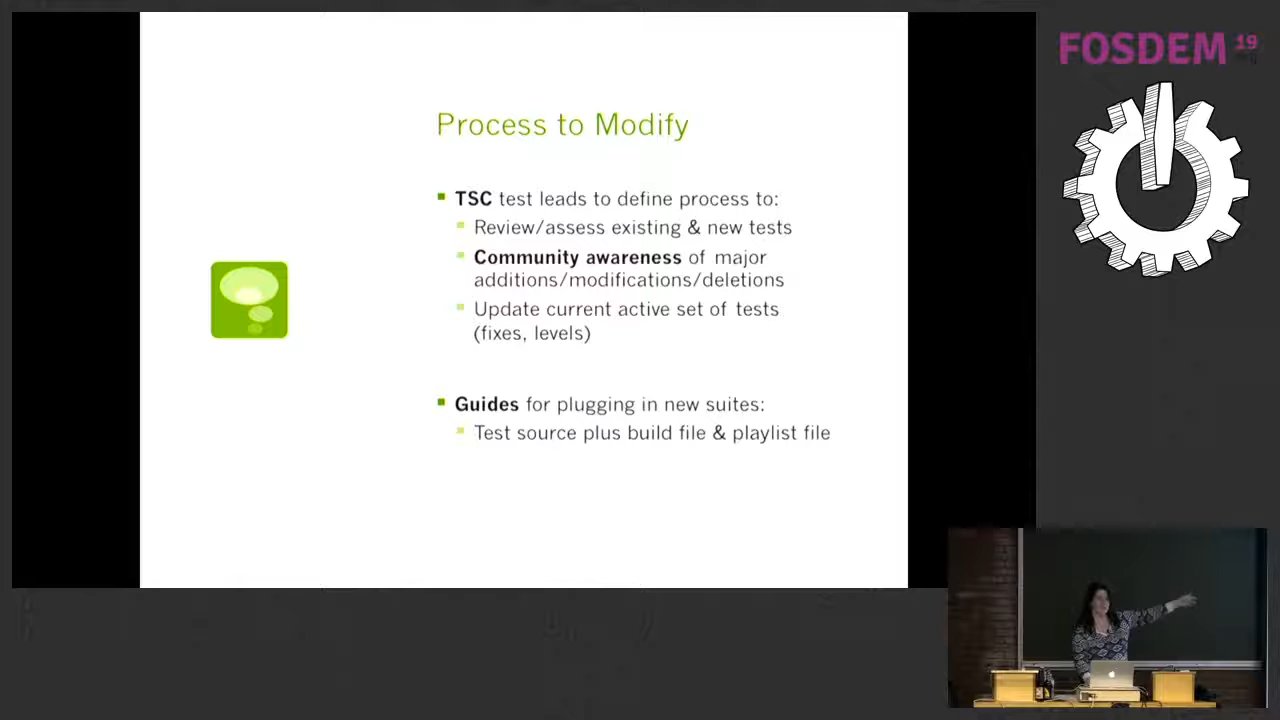 FOSDEM 19
.org
Process to Modify
TSC test leads to define process to:
Review/assess existing & new tests
Community awareness of major
additions/modifications/deletions
Update current active set of tests
(fixes, levels)
Guides for plugging in new suites:
Test source plus build file & playlist file